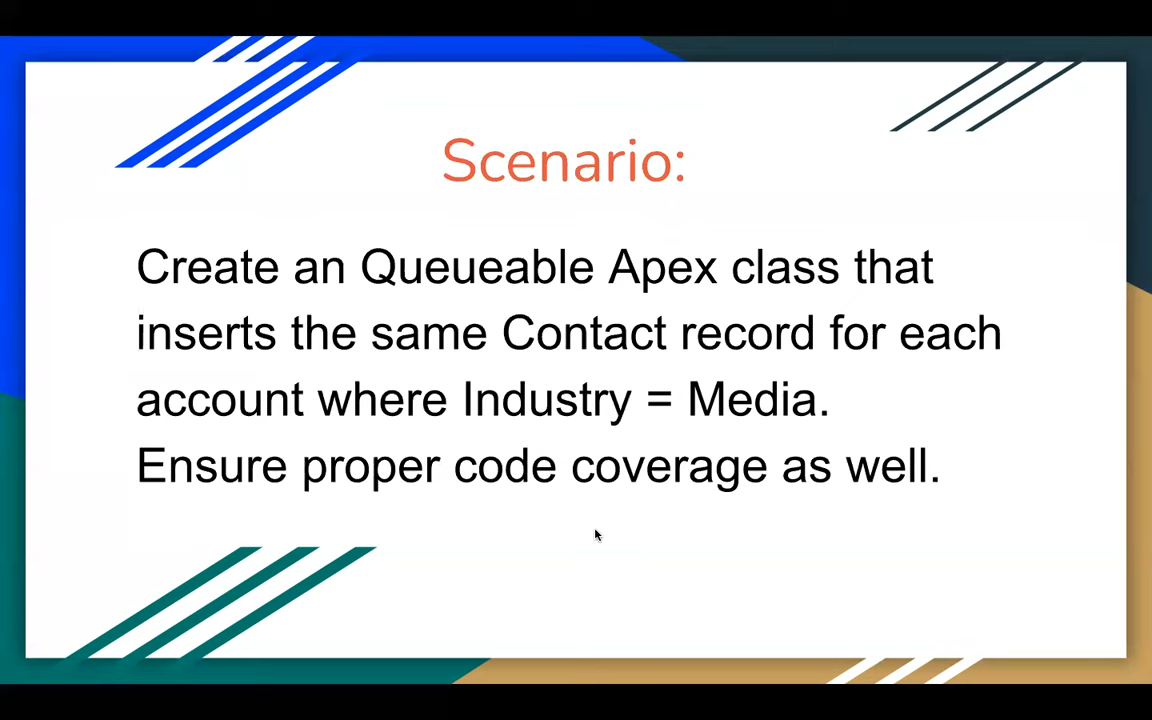 Scenario:
Create an Queueable Apex class that
inserts the same Contact record for each
account where Industry = Media.
Ensure proper code coverage as well.